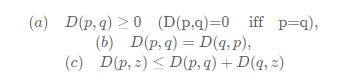 (a) D(p,q) ≥ 0 (D(p,q)=0 iff p=q),
(b) D(p,q) = D(q,p),
(c) D(p,z) ≤ D(p,q) + D(q,z)